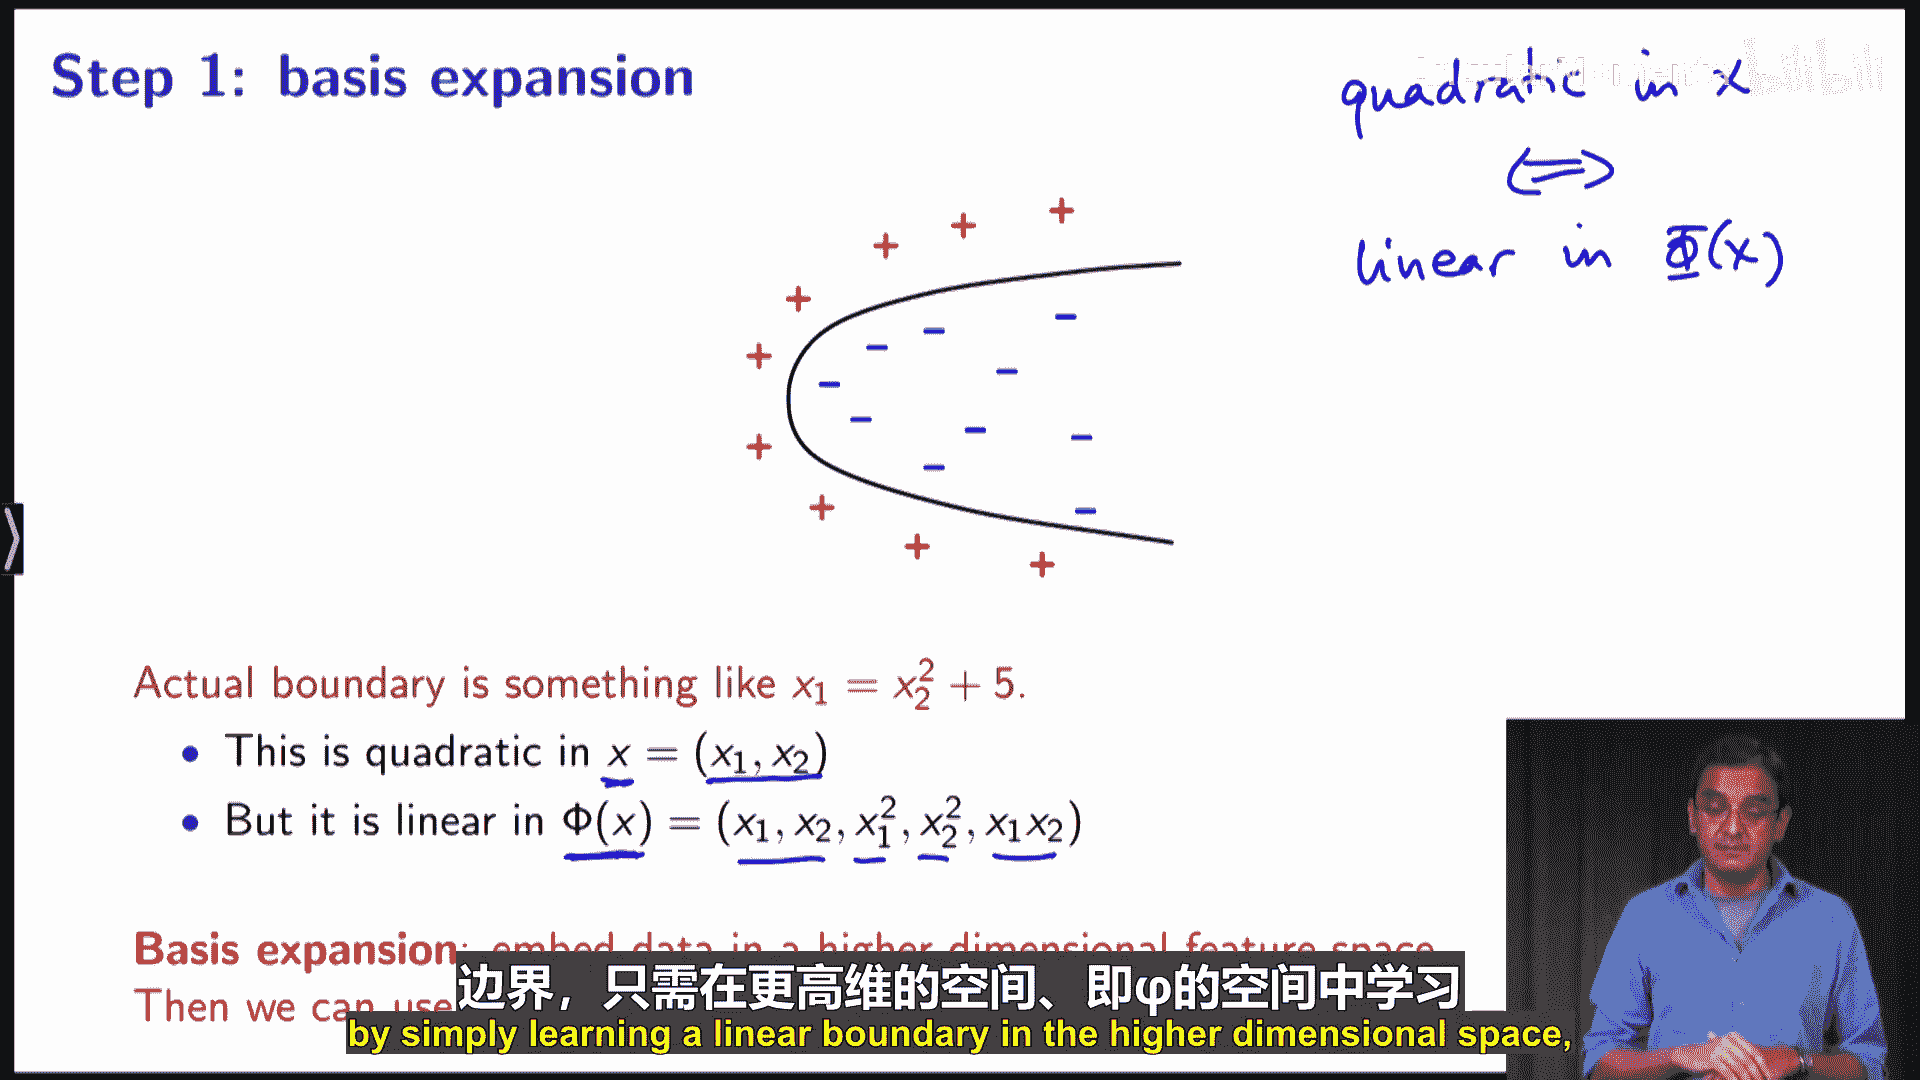 Step 1: basis expansion
quadratic in x
⟺
linear in Φ(x)
bilibili
Actual boundary is something like x₁ = x₂² + 5.
• This is quadratic in x = (x₁, x₂)
• But it is linear in Φ(x) = (x₁, x₂, x₁², x₂², x₁x₂)
Basis expansion: embed data in a higher dimensional feature space
Then we can use
边界，只需在更高维的空间、即φ的空间中学习
by simply learning a linear boundary in the higher dimensional space,